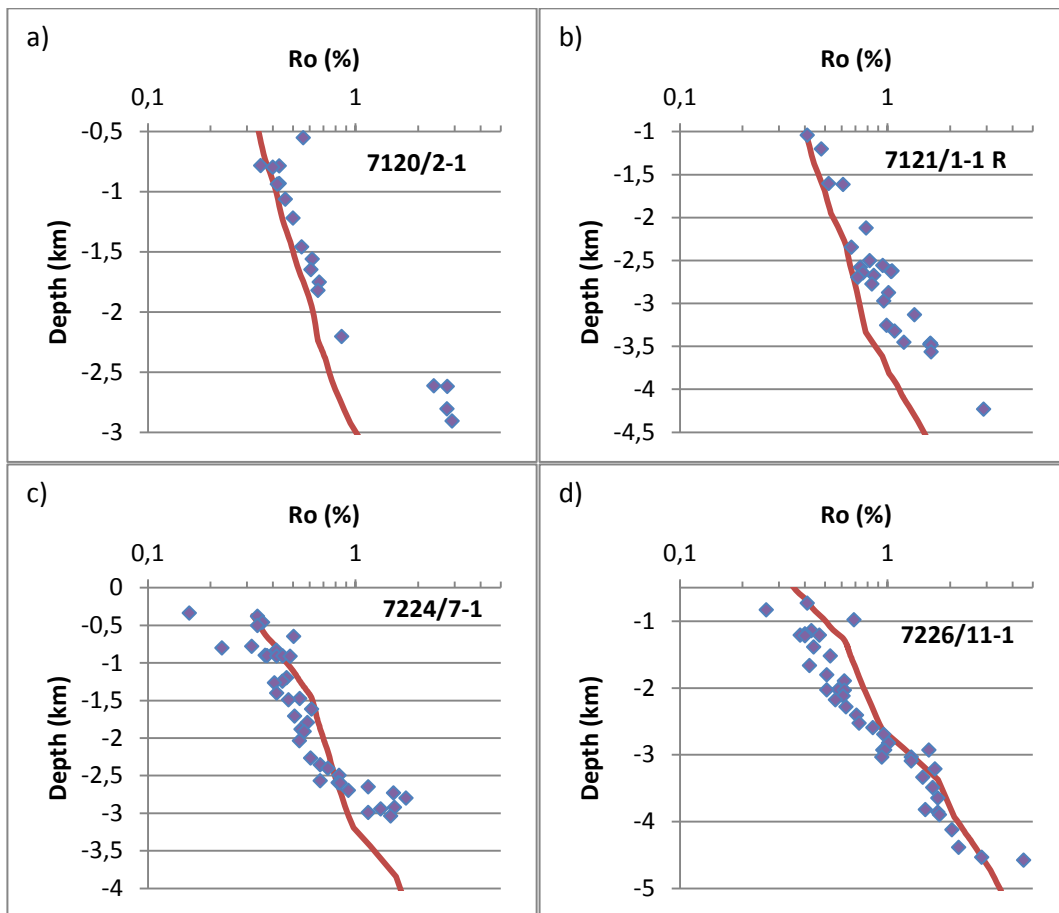 a)
Ro (%)
0,1 1
-0,5
7120/2-1
-1
-1,5
-2
-2,5
-3
Depth (km)
b)
Ro (%)
0,1 1
-1
7121/1-1 R
-1,5
-2
-2,5
-3
-3,5
-4
-4,5
Depth (km)
c)
Ro (%)
0,1 1
0
7224/7-1
-0,5
-1
-1,5
-2
-2,5
-3
-3,5
-4
Depth (km)
d)
Ro (%)
0,1 1
-1
7226/11-1
-2
-3
-4
-5
Depth (km)